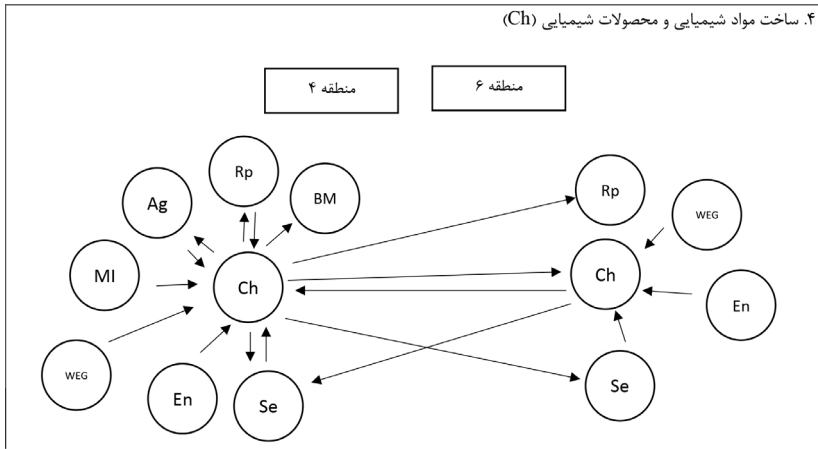 ۴. ساخت مواد شیمیایی و محصولات شیمیایی (Ch)
منطقه ۶
منطقه ۴
Rp
BM
Ag
MI
Ch
WEG
En
Se
Rp
WEG
Ch
En
Se